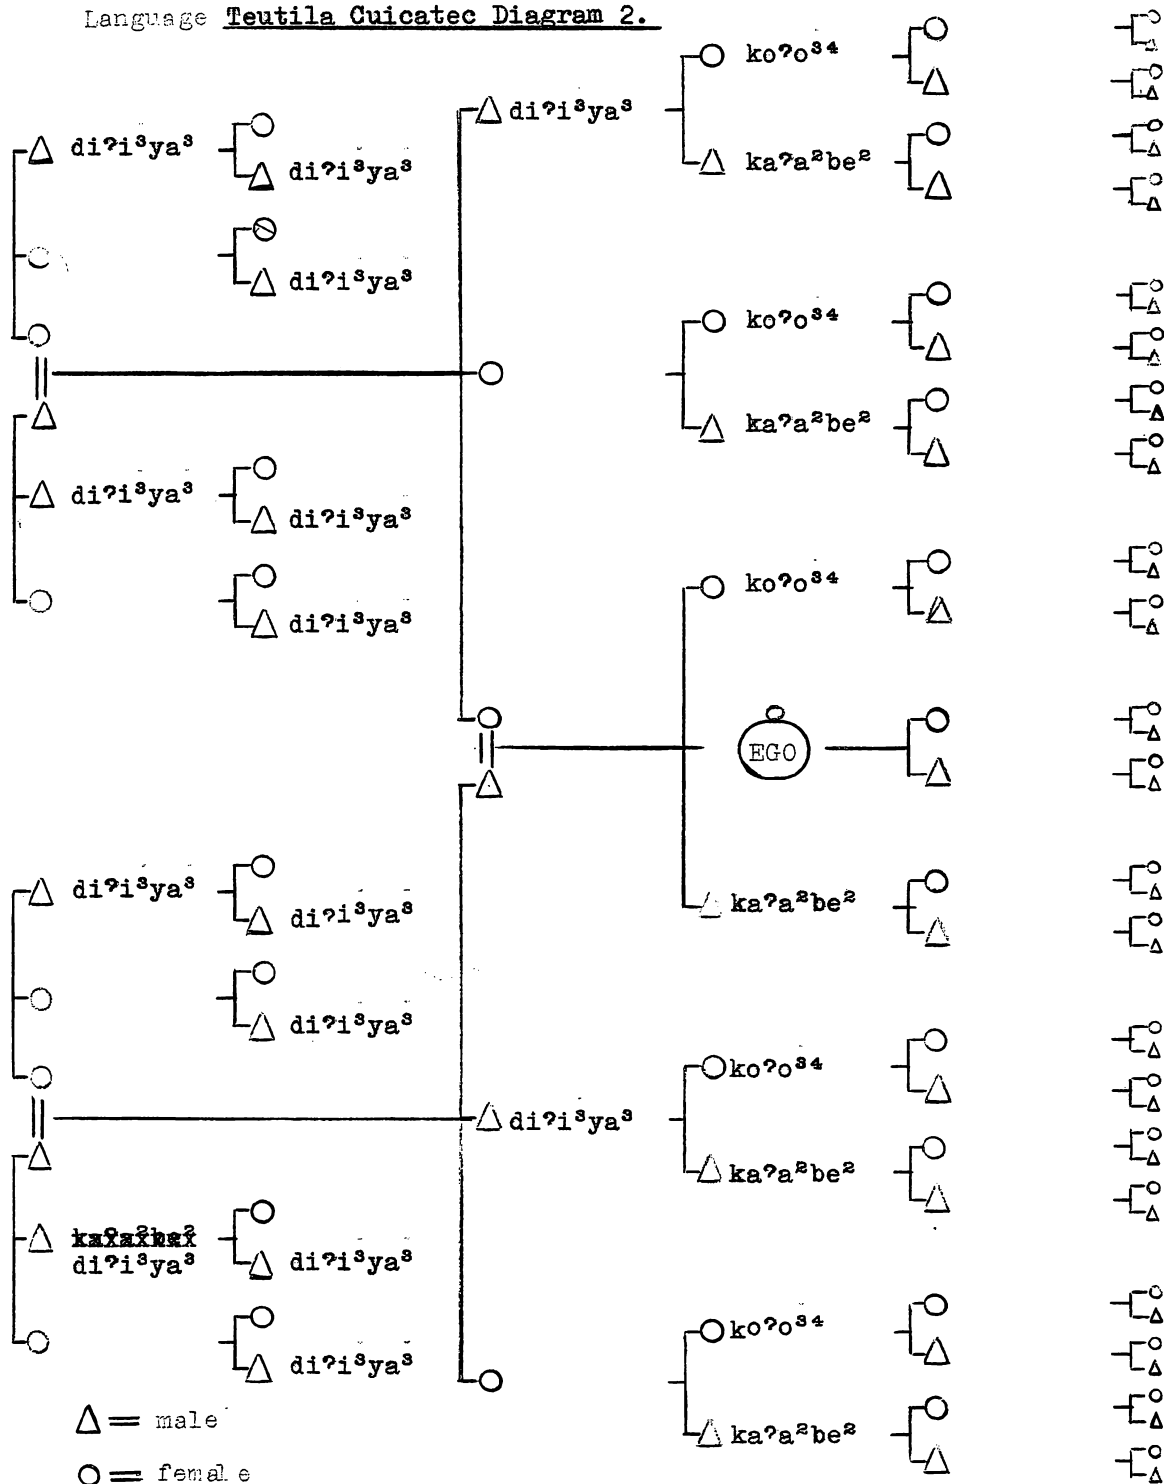 Language Teutila Cuicatec Diagram 2.
ko?o³⁴
di?i³ya³
di?i³ya³
ka?a²be²
di?i³ya³
di?i³ya³
ko?o³⁴
ka?a²be²
di?i³ya³
di?i³ya³
ko?o³⁴
di?i³ya³
EGO
di?i³ya³
ka?a²be²
di?i³ya³
di?i³ya³
ko?o³⁴
di?i³ya³
ka?a²be²
di?i³ya³
di?i³ya³
ko?o³⁴
di?i³ya³
ka?a²be²
= male
= female